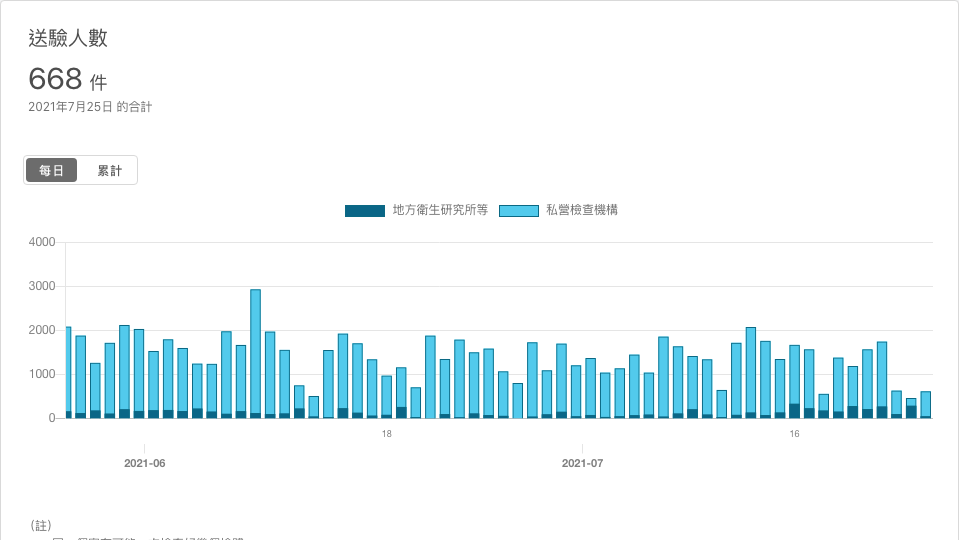 送驗人數
668 件
2021年7月25日 的合計
每日 累計
地方衛生研究所等 私營檢查機構
4000
3000
2000
1000
0
18 16
2021-06 2021-07
(註)